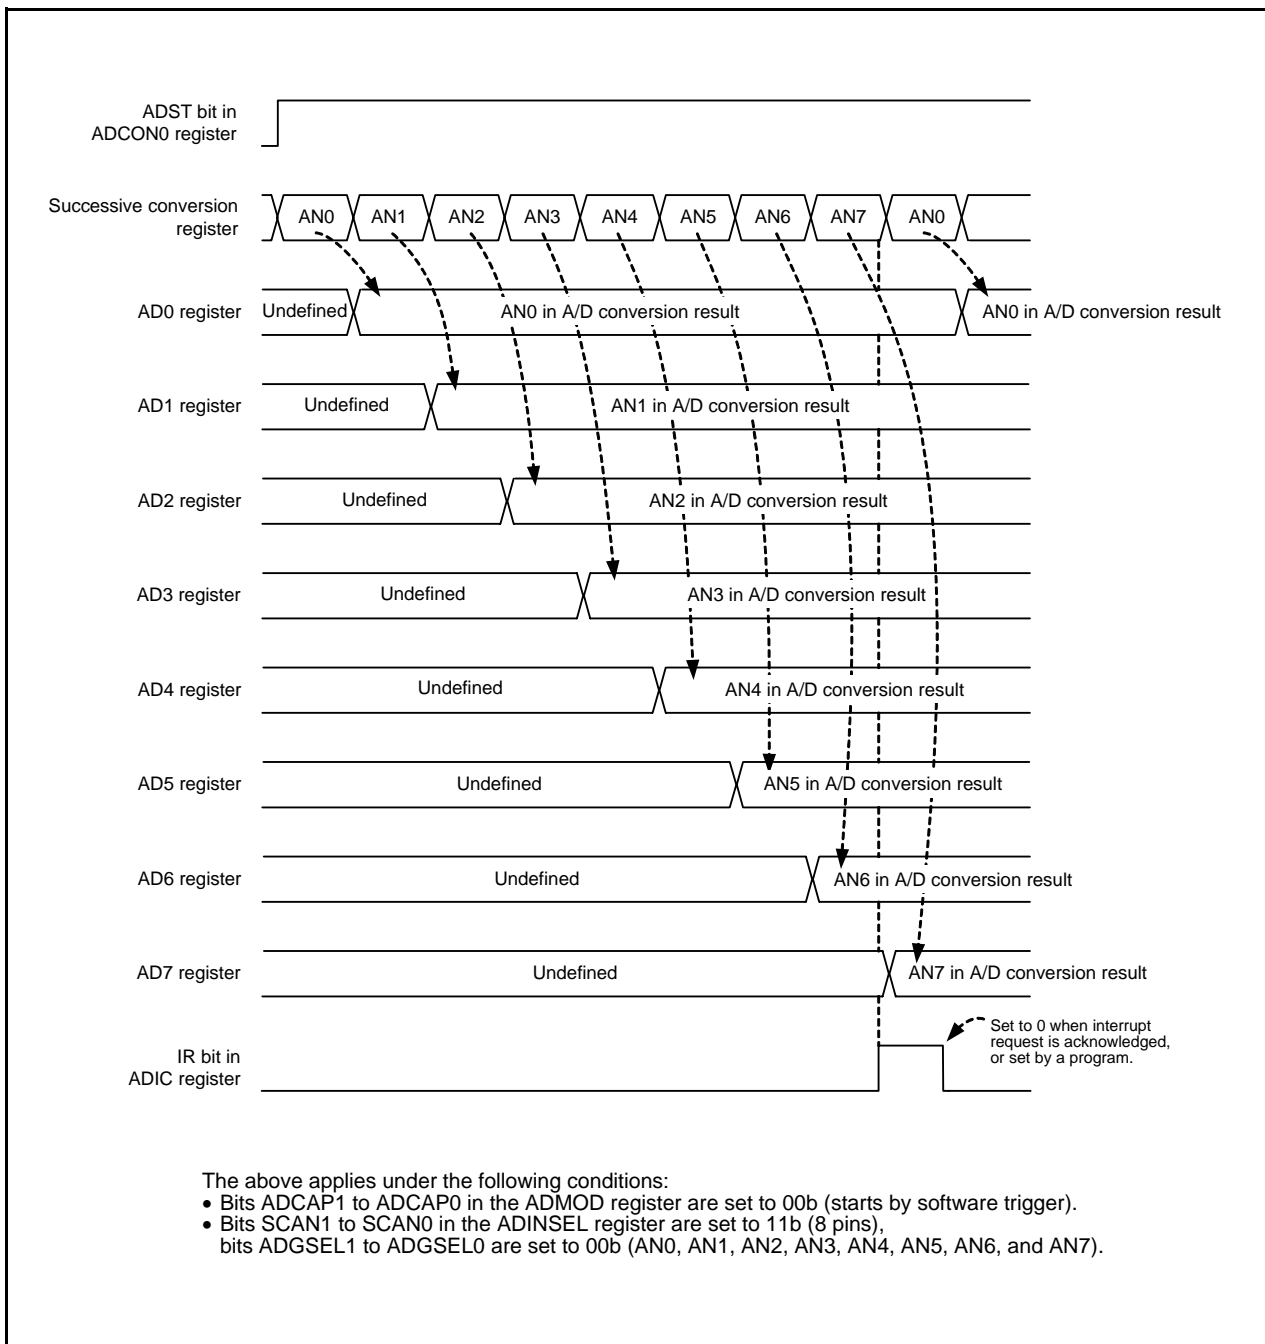 ADST bit in
ADCON0 register
Successive conversion
register
AN0 AN1 AN2 AN3 AN4 AN5 AN6 AN7 AN0
AD0 register
Undefined
AN0 in A/D conversion result
AN0 in A/D conversion result
AD1 register
Undefined
AN1 in A/D conversion result
AD2 register
Undefined
AN2 in A/D conversion result
AD3 register
Undefined
AN3 in A/D conversion result
AD4 register
Undefined
AN4 in A/D conversion result
AD5 register
Undefined
AN5 in A/D conversion result
AD6 register
Undefined
AN6 in A/D conversion result
AD7 register
Undefined
AN7 in A/D conversion result
IR bit in
ADIC register
Set to 0 when interrupt
request is acknowledged,
or set by a program.
The above applies under the following conditions:
• Bits ADCAP1 to ADCAP0 in the ADMOD register are set to 00b (starts by software trigger).
• Bits SCAN1 to SCAN0 in the ADINSEL register are set to 11b (8 pins),
bits ADGSEL1 to ADGSEL0 are set to 00b (AN0, AN1, AN2, AN3, AN4, AN5, AN6, and AN7).